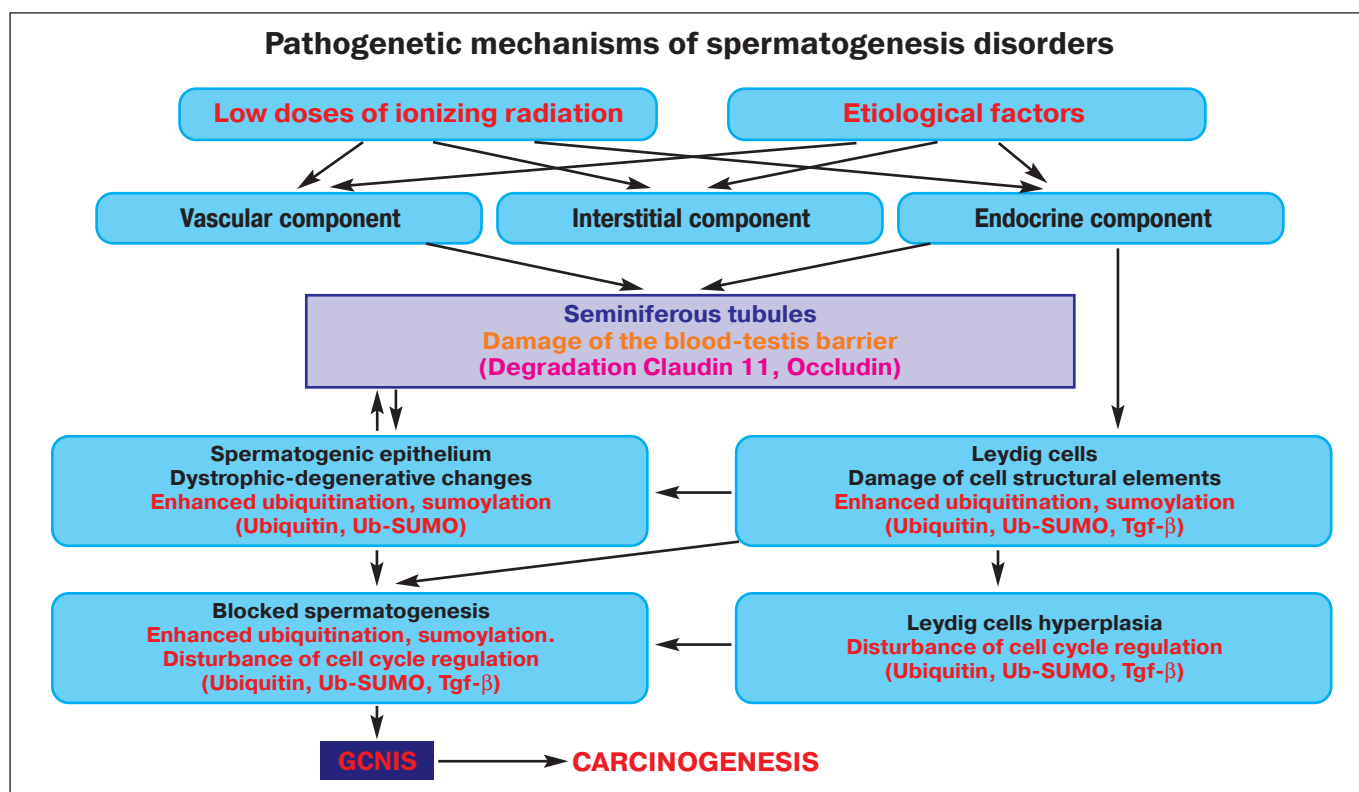 Pathogenetic mechanisms of spermatogenesis disorders
Low doses of ionizing radiation
Etiological factors
Vascular component
Interstitial component
Endocrine component
Seminiferous tubules
Damage of the blood-testis barrier
(Degradation Claudin 11, Occludin)
Spermatogenic epithelium
Dystrophic-degenerative changes
Enhanced ubiquitination, sumoylation
(Ubiquitin, Ub-SUMO)
Leydig cells
Damage of cell structural elements
Enhanced ubiquitination, sumoylation
(Ubiquitin, Ub-SUMO, Tgf-β)
Blocked spermatogenesis
Enhanced ubiquitination, sumoylation.
Disturbance of cell cycle regulation
(Ubiquitin, Ub-SUMO, Tgf-β)
Leydig cells hyperplasia
Disturbance of cell cycle regulation
(Ubiquitin, Ub-SUMO, Tgf-β)
GCNIS
CARCINOGENESIS